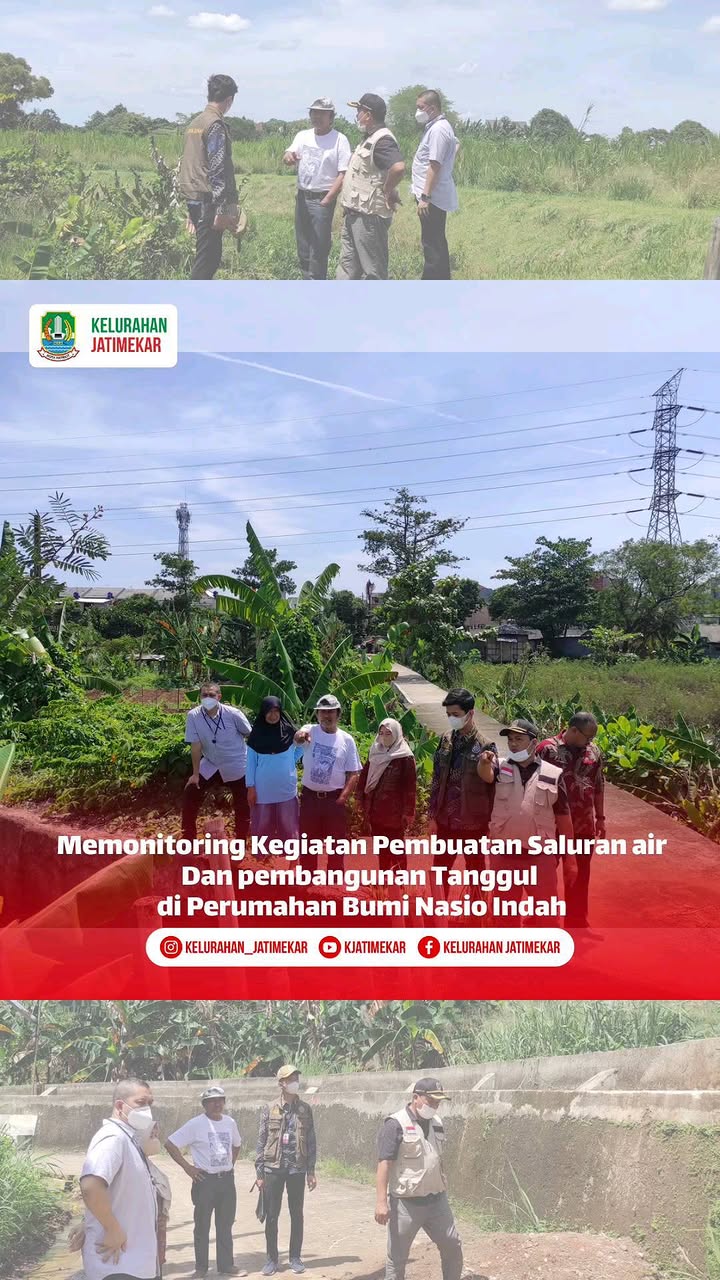 KELURAHAN
JATIMEKAR
Memonitoring Kegiatan Pembuatan Saluran air
Dan pembangunan Tanggul
di Perumahan Bumi Nasio Indah
KELURAHAN_JATIMEKAR KJATIMEKAR KELURAHAN JATIMEKAR